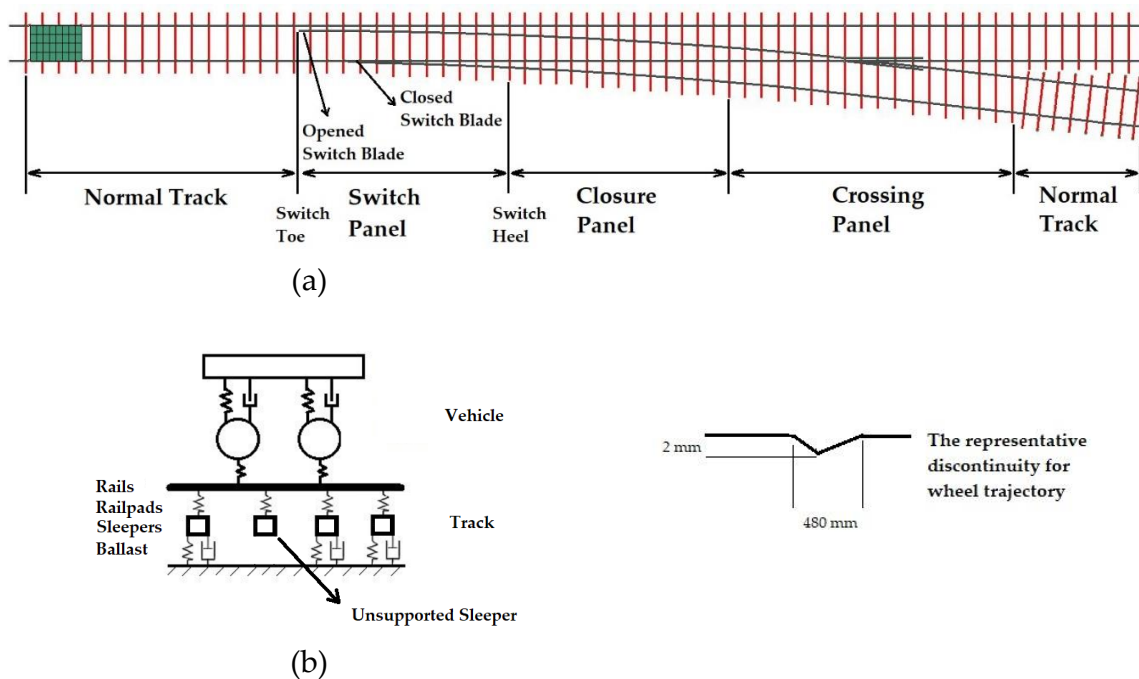 Closed
Switch Blade
Opened
Switch Blade
Normal Track
Switch
Toe
Switch
Panel
Switch
Heel
Closure
Panel
Crossing
Panel
Normal
Track
(a)
Vehicle
Rails
Railpads
Sleepers
Ballast
Track
Unsupported Sleeper
(b)
2 mm
480 mm
The representative
discontinuity for
wheel trajectory